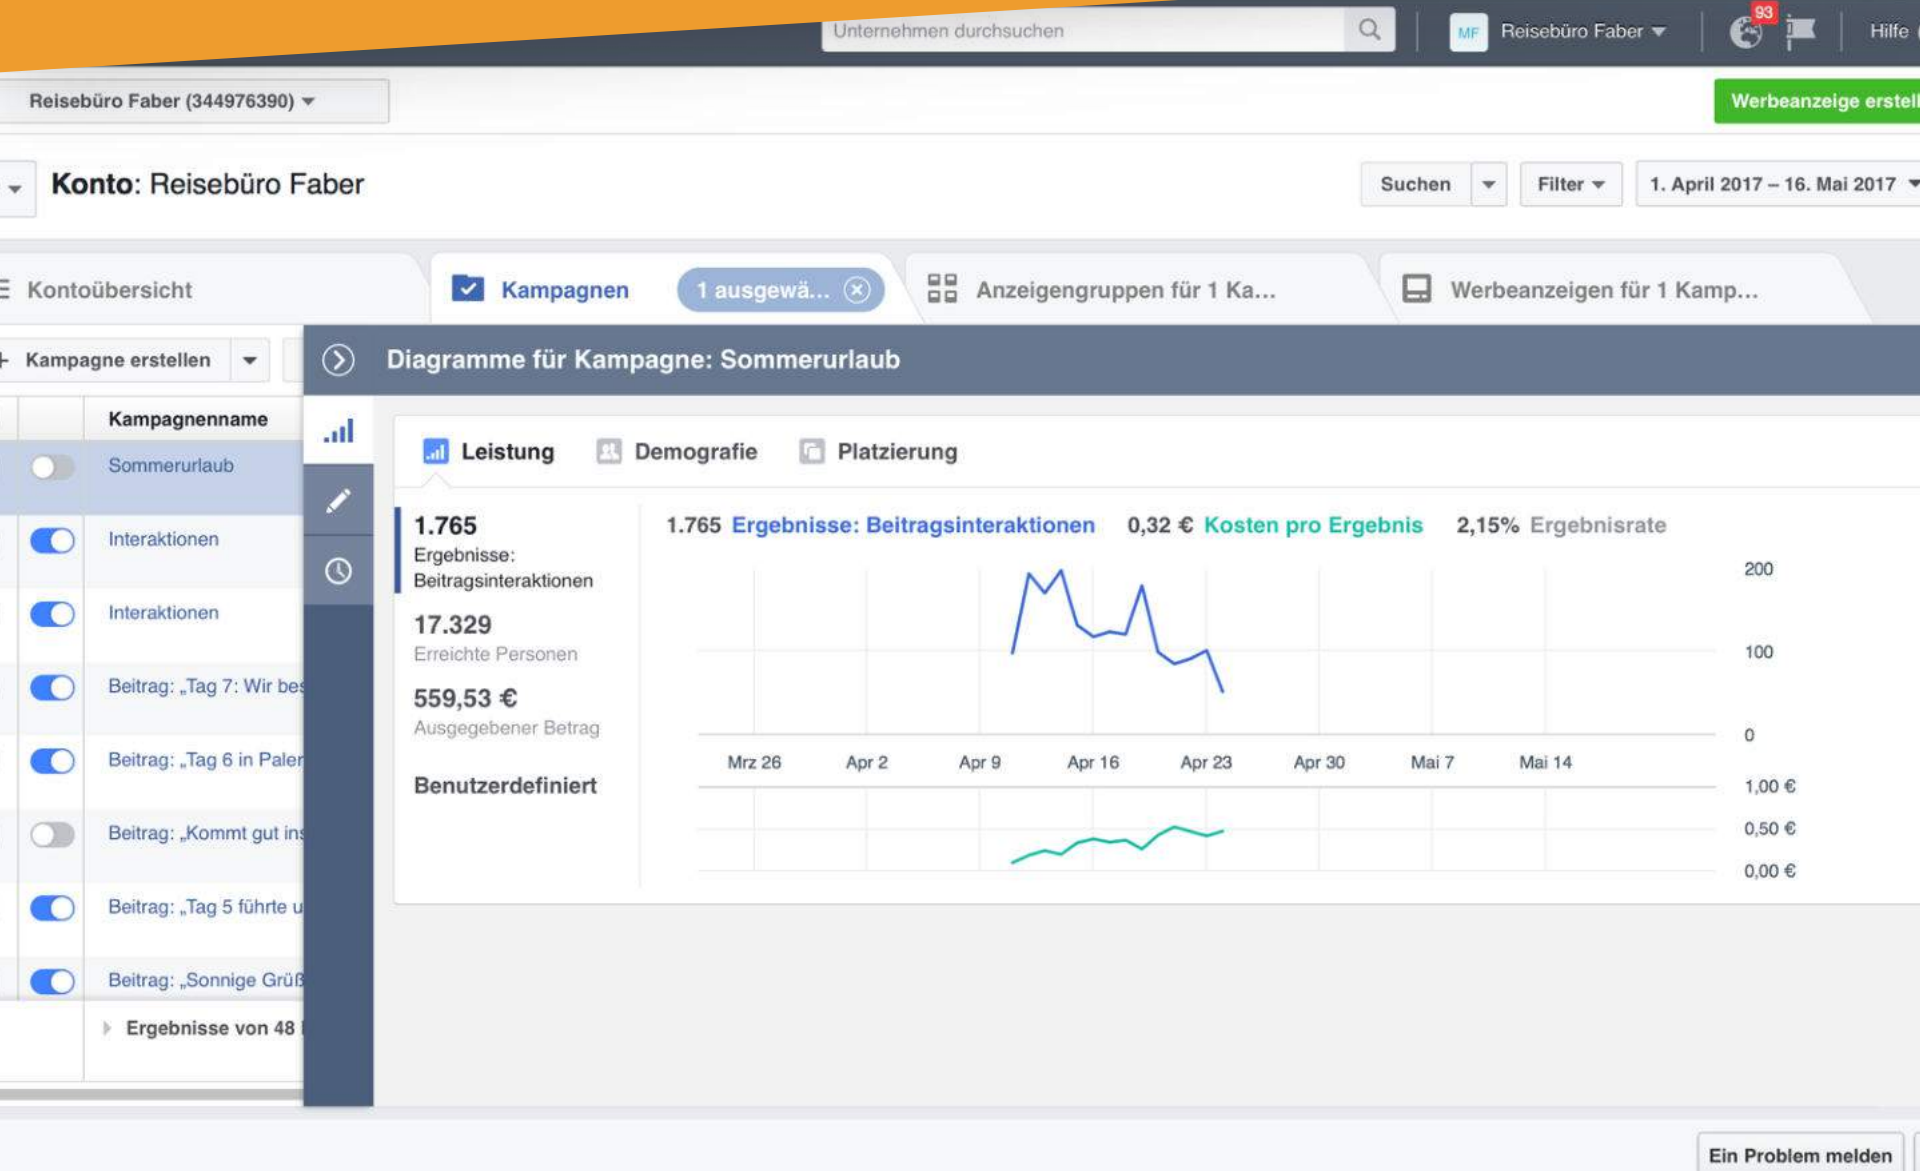 Unternehmen durchsuchen
MF Reisebüro Faber
93
Hilfe
Reisebüro Faber (344976390)
Werbeanzeige erstell
Konto: Reisebüro Faber
Suchen
Filter
1. April 2017 – 16. Mai 2017
Kontoübersicht
Kampagnen
1 ausgewä...
Anzeigengruppen für 1 Ka...
Werbeanzeigen für 1 Kamp...
+ Kampagne erstellen
Diagramme für Kampagne: Sommerurlaub
Kampagnenname
Sommerurlaub
Interaktionen
Interaktionen
Beitrag: „Tag 7: Wir bes
Beitrag: „Tag 6 in Paler
Beitrag: „Kommt gut ins
Beitrag: „Tag 5 führte u
Beitrag: „Sonnige Grüß
Ergebnisse von 48
Leistung
Demografie
Platzierung
1.765
Ergebnisse:
Beitragsinteraktionen
17.329
Erreichte Personen
559,53 €
Ausgegebener Betrag
Benutzerdefiniert
1.765 Ergebnisse: Beitragsinteraktionen 0,32 € Kosten pro Ergebnis 2,15% Ergebnisrate
200
100
0
Mrz 26 Apr 2 Apr 9 Apr 16 Apr 23 Apr 30 Mai 7 Mai 14
1,00 €
0,50 €
0,00 €
Ein Problem melden